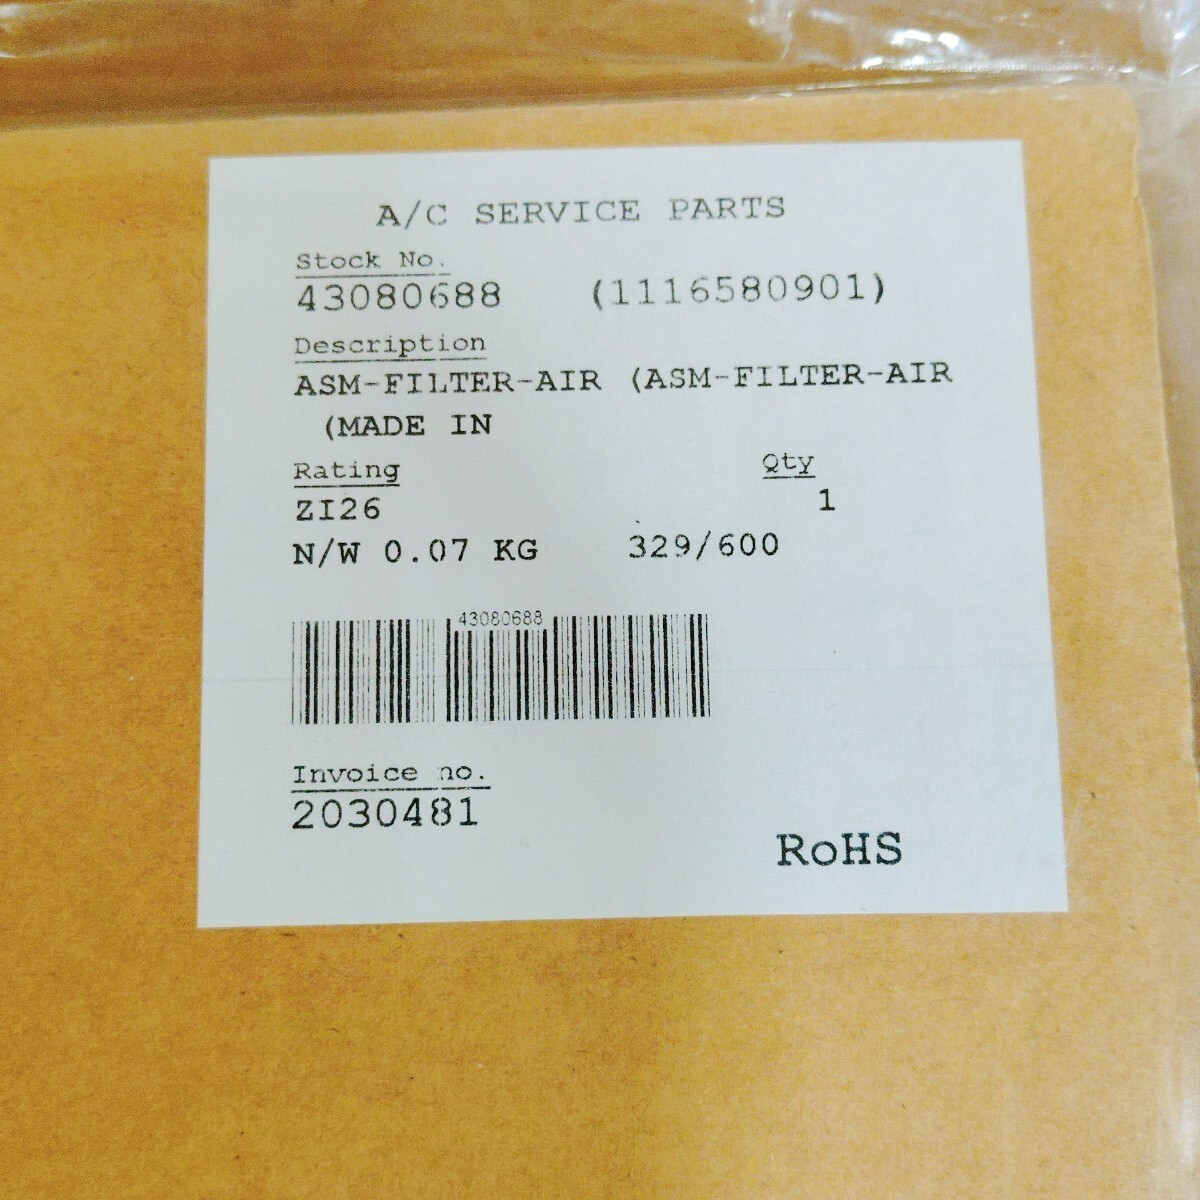 A/C SERVICE PARTS
Stock No.
43080688 (1116580901)
Description
ASM-FILTER-AIR (ASM-FILTER-AIR
(MADE IN
Rating Qty
ZI26 1
N/W 0.07 KG 329/600
43080688
Invoice no.
2030481
RoHS